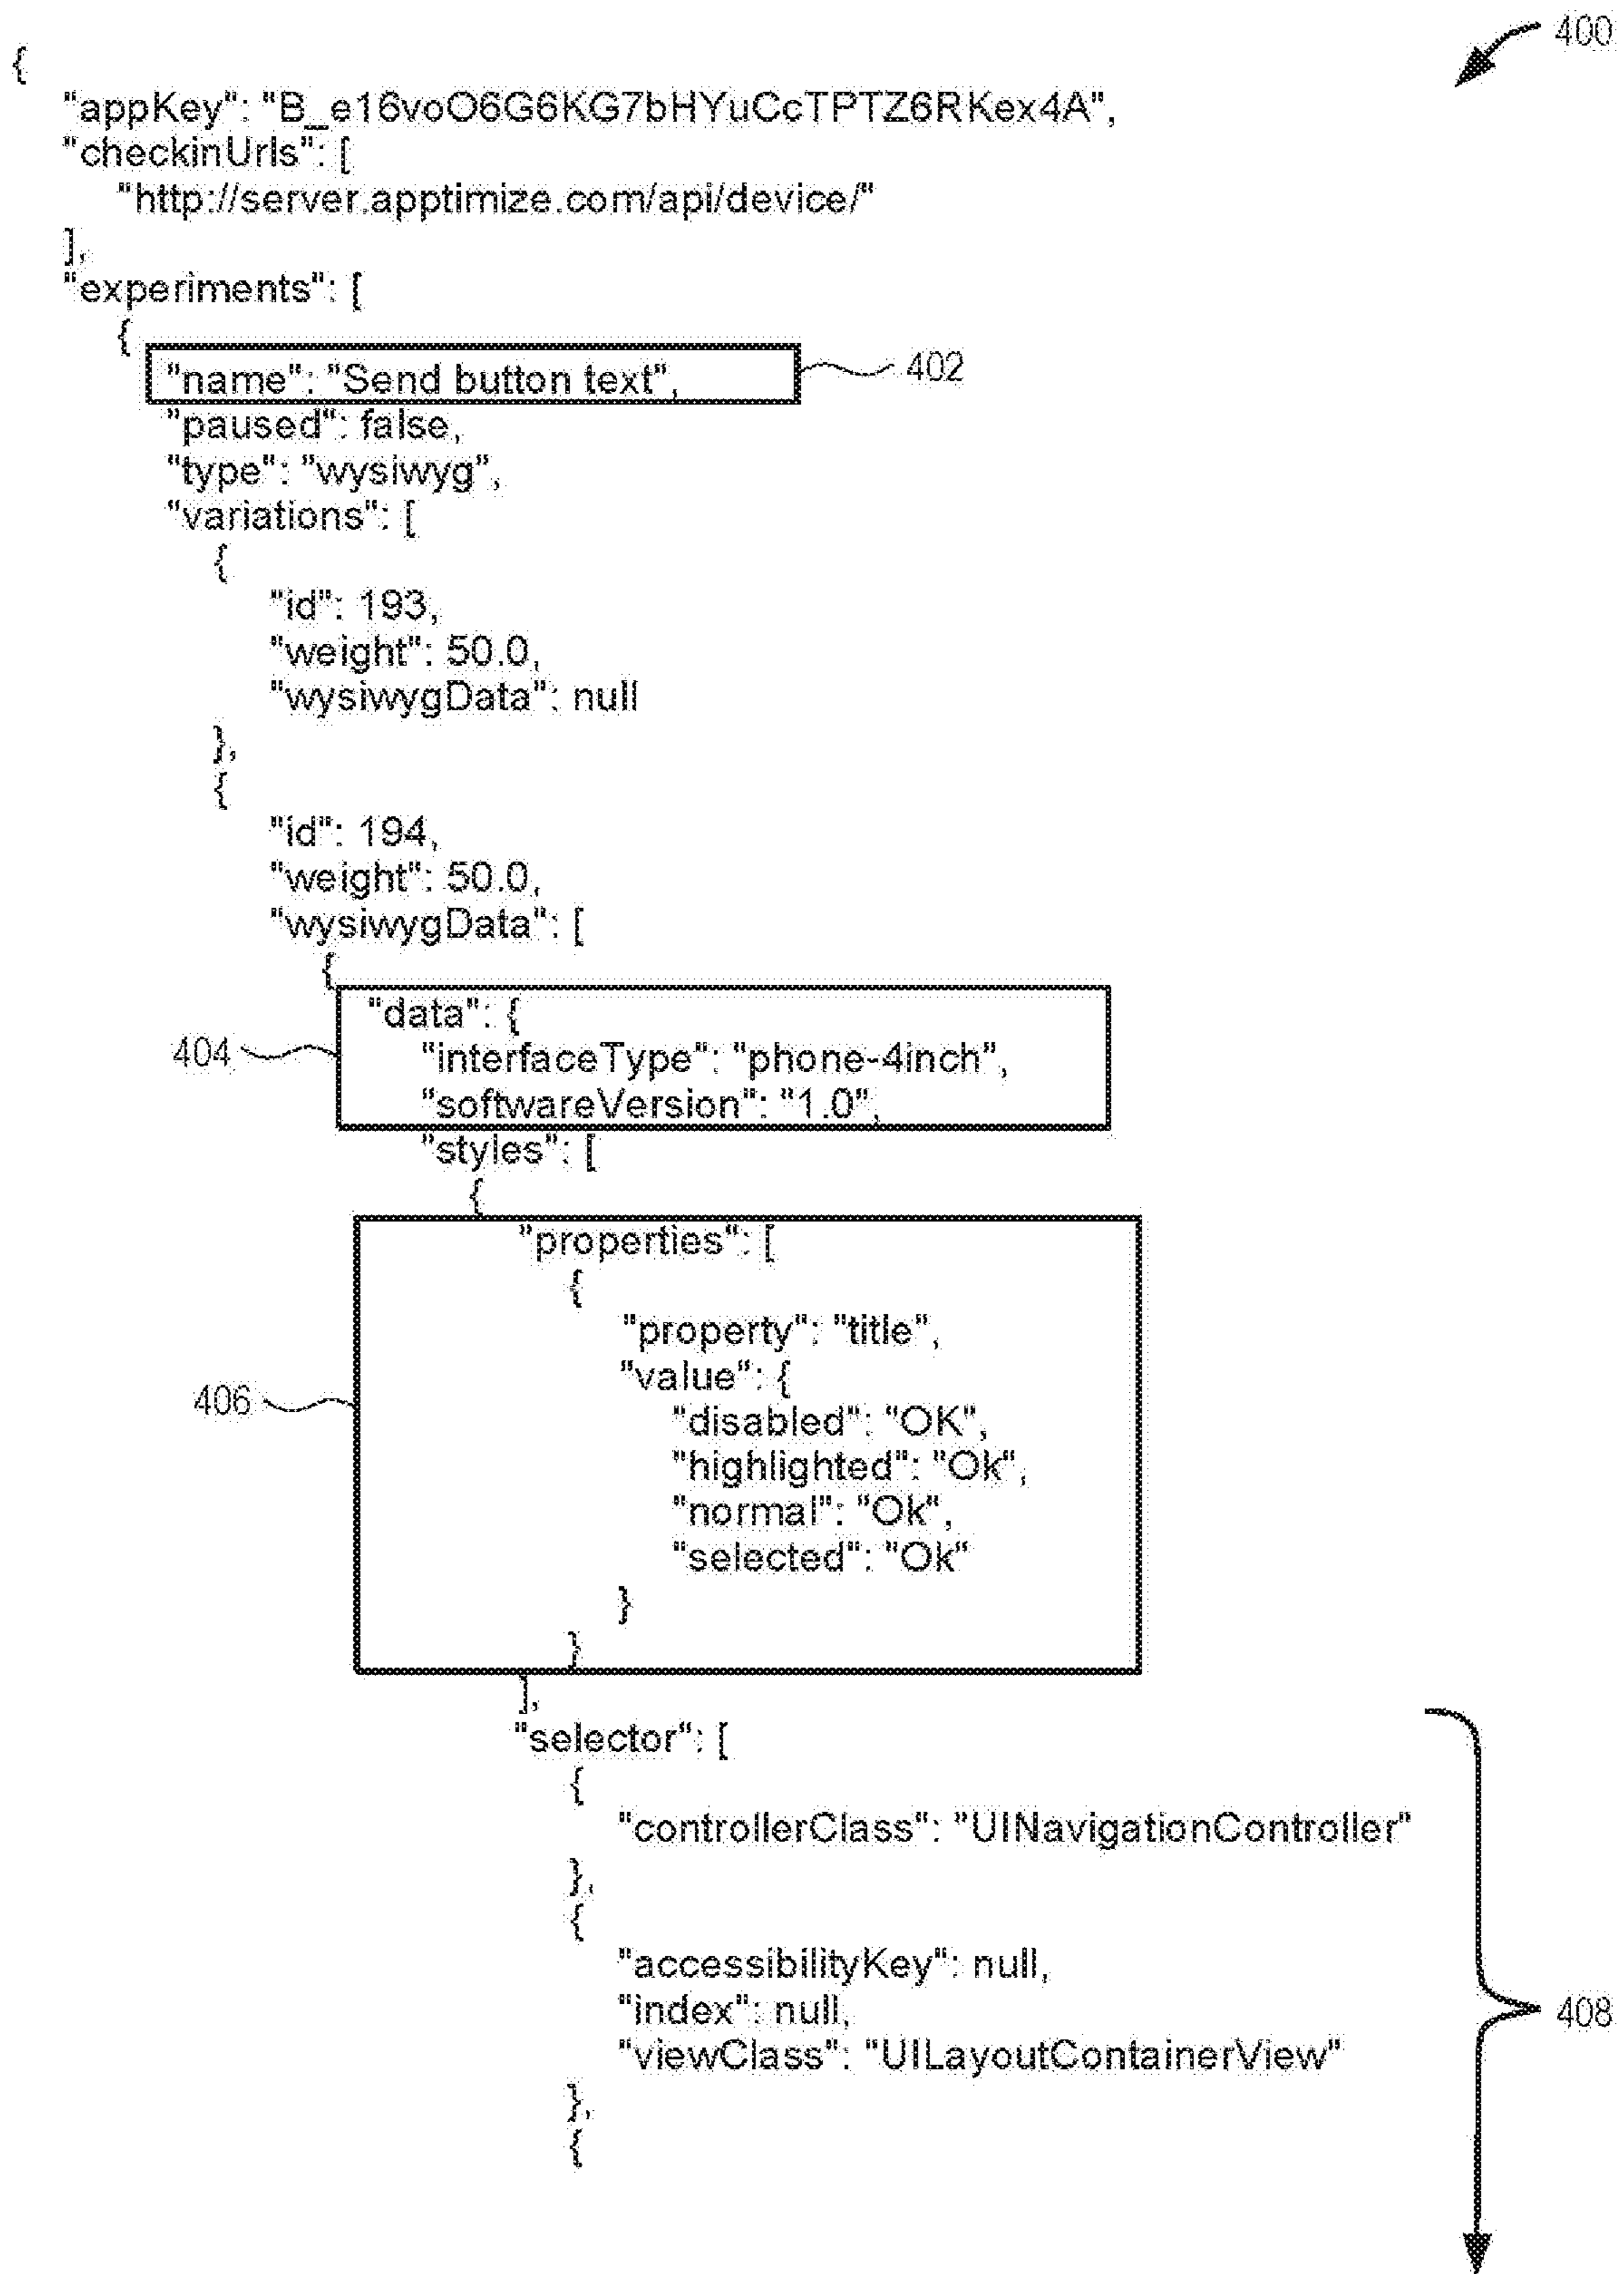 400
{
"appKey": "B_e16voO6G6KG7bHYuCcTPTZ6RKex4A",
"checkinUrls": [
"http://server.apptimize.com/api/device/"
],
"experiments": [
{
"name": "Send button text",
402
"paused": false,
"type": "wysiwyg",
"variations": [
{
"id": 193,
"weight": 50.0,
"wysiwygData": null
},
{
"id": 194,
"weight": 50.0,
"wysiwygData": [
{
"data": {
404
"interfaceType": "phone-4inch",
"softwareVersion": "1.0",
"styles": [
{
"properties": [
{
"property": "title",
"value": {
406
"disabled": "OK",
"highlighted": "Ok",
"normal": "Ok",
"selected": "Ok"
}
}
],
"selector": [
{
"controllerClass": "UINavigationController"
},
{
"accessibilityKey": null,
"index": null,
408
"viewClass": "UILayoutContainerView"
},
{